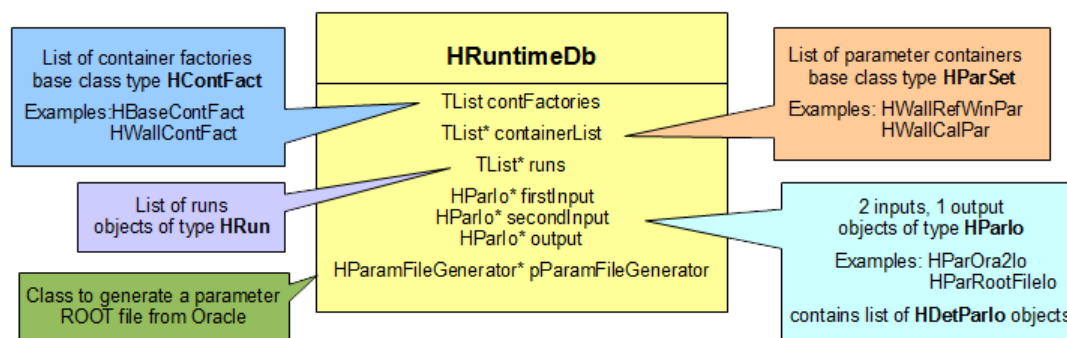 List of container factories
base class type HContFact
Examples:HBaseContFact
HWallContFact
List of runs
objects of type HRun
Class to generate a parameter
ROOT file from Oracle
HRuntimeDb
TList contFactories
TList* containerList
TList* runs
HParIo* firstInput
HParIo* secondInput
HParIo* output
HParamFileGenerator* pParamFileGenerator
List of parameter containers
base class type HParSet
Examples: HWallRefWinPar
HWallCalPar
2 inputs, 1 output
objects of type HParIo
Examples: HParOra2Io
HParRootFileIo
contains list of HDetParIo objects